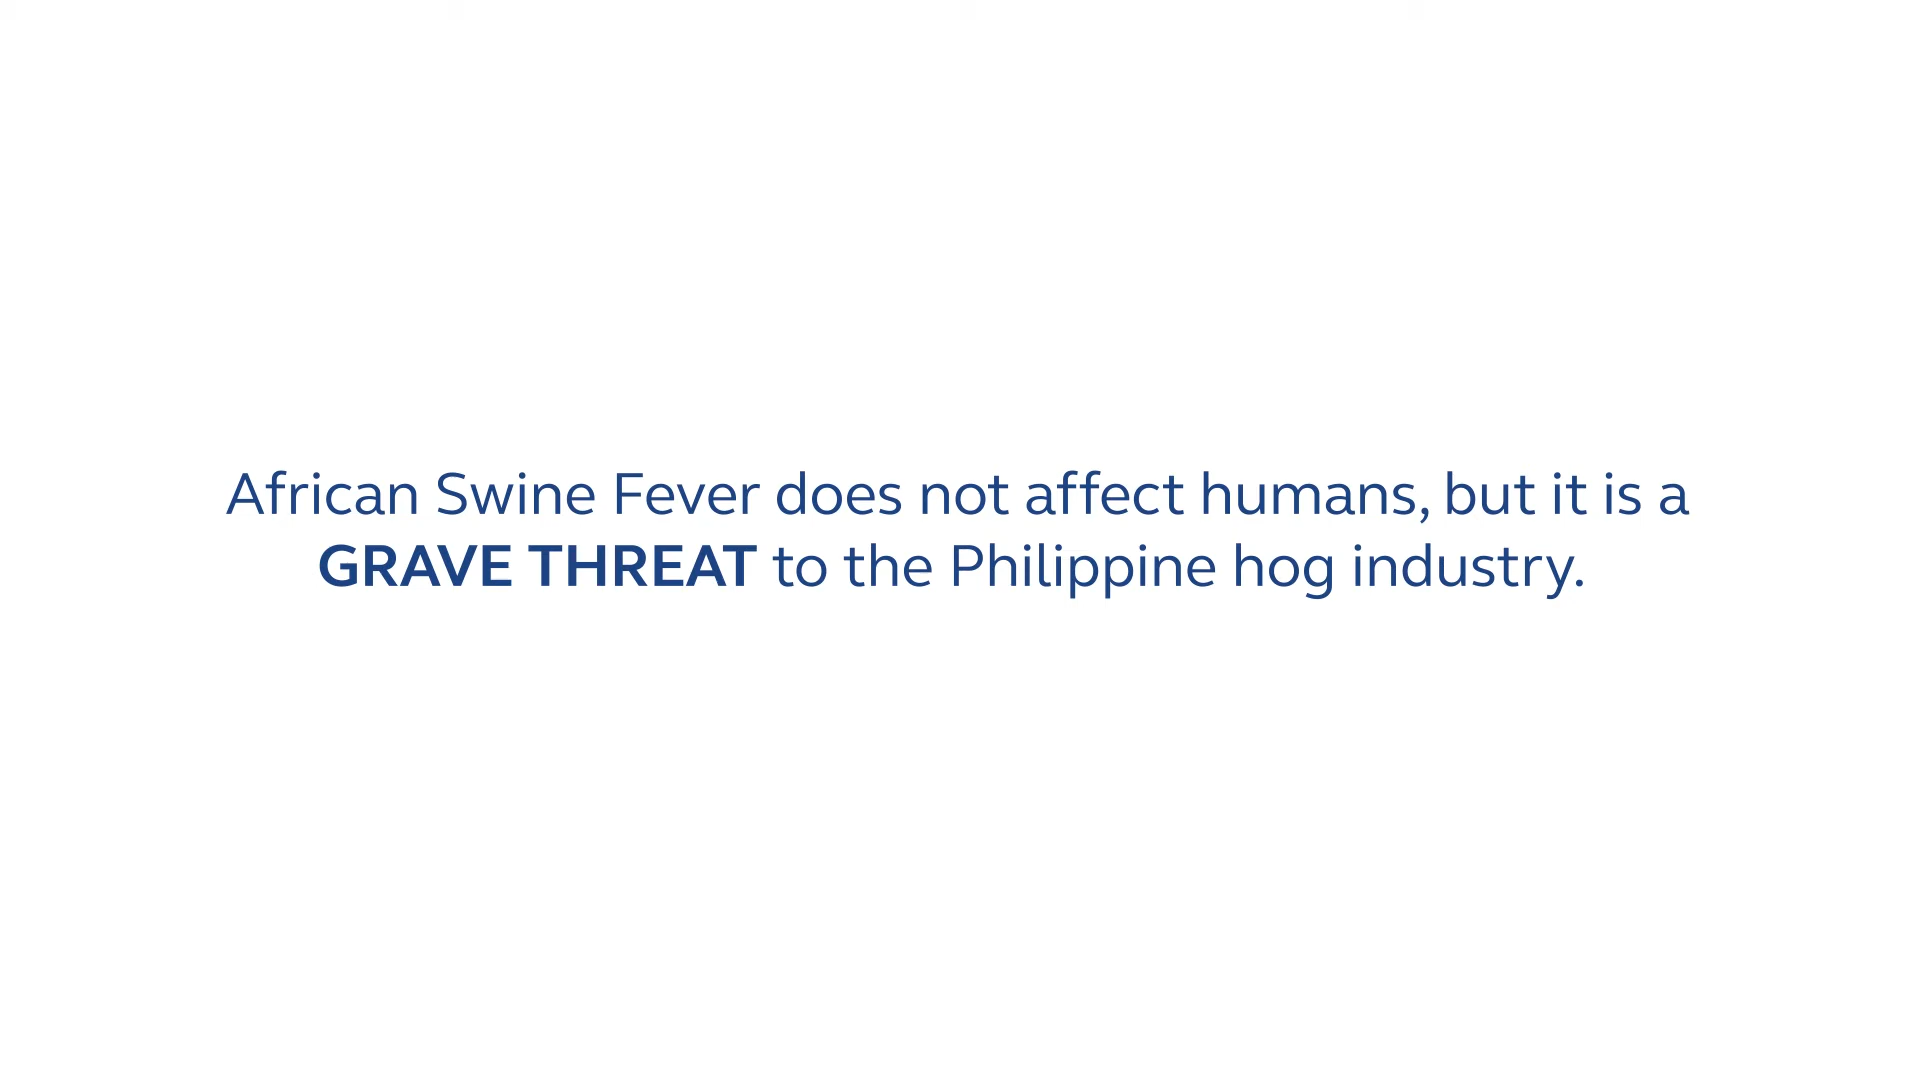 African Swine Fever does not affect humans, but it is a
GRAVE THREAT to the Philippine hog industry.